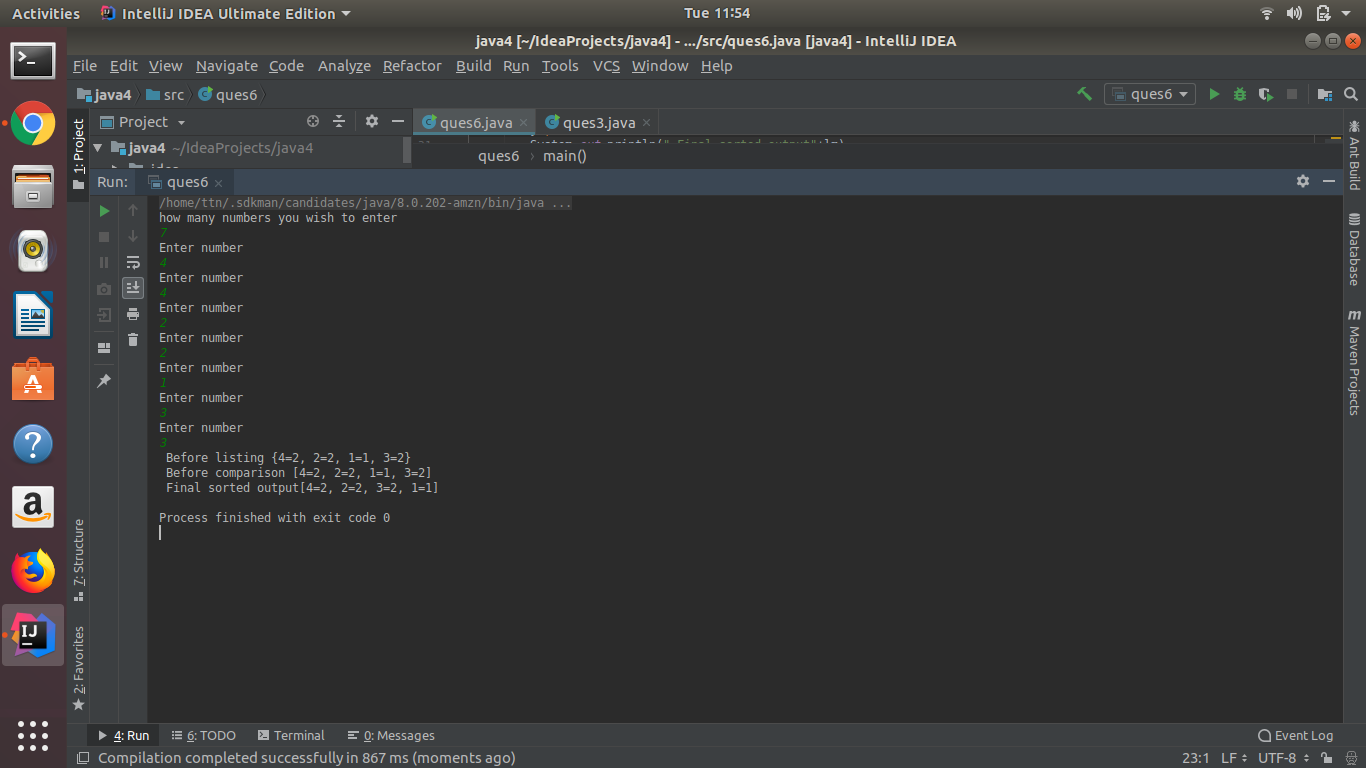 Activities IntelliJ IDEA Ultimate Edition Tue 11:54
java4 [~/IdeaProjects/java4] - .../src/ques6.java [java4] - IntelliJ IDEA
File Edit View Navigate Code Analyze Refactor Build Run Tools VCS Window Help
java4 src ques6 ques6
Project ques6.java × ques3.java ×
java4 ~/IdeaProjects/java4
ques6 › main()
Run: ques6 ×
/home/ttn/.sdkman/candidates/java/8.0.202-amzn/bin/java ...
how many numbers you wish to enter
7
Enter number
4
Enter number
4
Enter number
2
Enter number
2
Enter number
1
Enter number
3
Enter number
3
Before listing {4=2, 2=2, 1=1, 3=2}
Before comparison [4=2, 2=2, 1=1, 3=2]
Final sorted output[4=2, 2=2, 3=2, 1=1]
Process finished with exit code 0
1: Project
7: Structure
2: Favorites
Ant Build
Database
m Maven Projects
IJ
4: Run 6: TODO Terminal 0: Messages Event Log
Compilation completed successfully in 867 ms (moments ago) 23:1 LF UTF-8